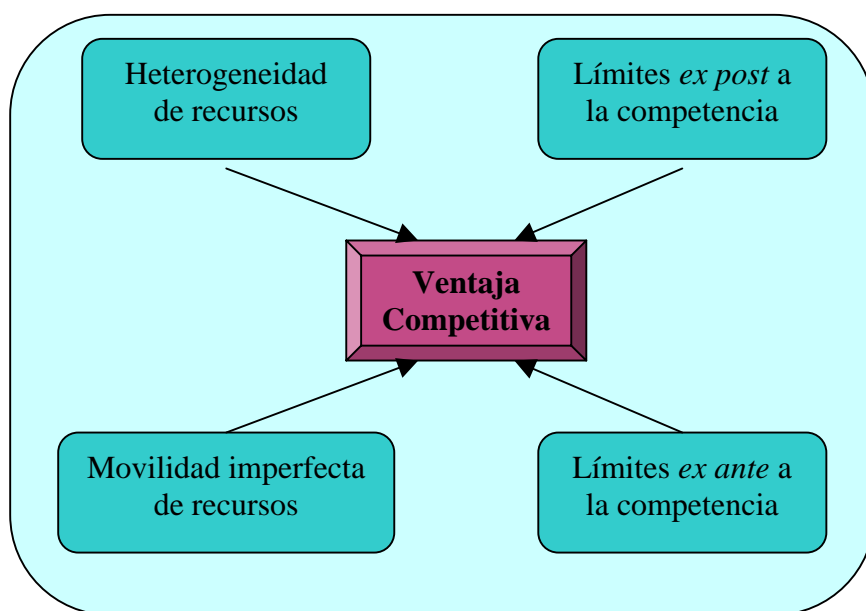 Heterogeneidad
de recursos
Límites ex post a
la competencia
Ventaja
Competitiva
Movilidad imperfecta
de recursos
Límites ex ante a
la competencia